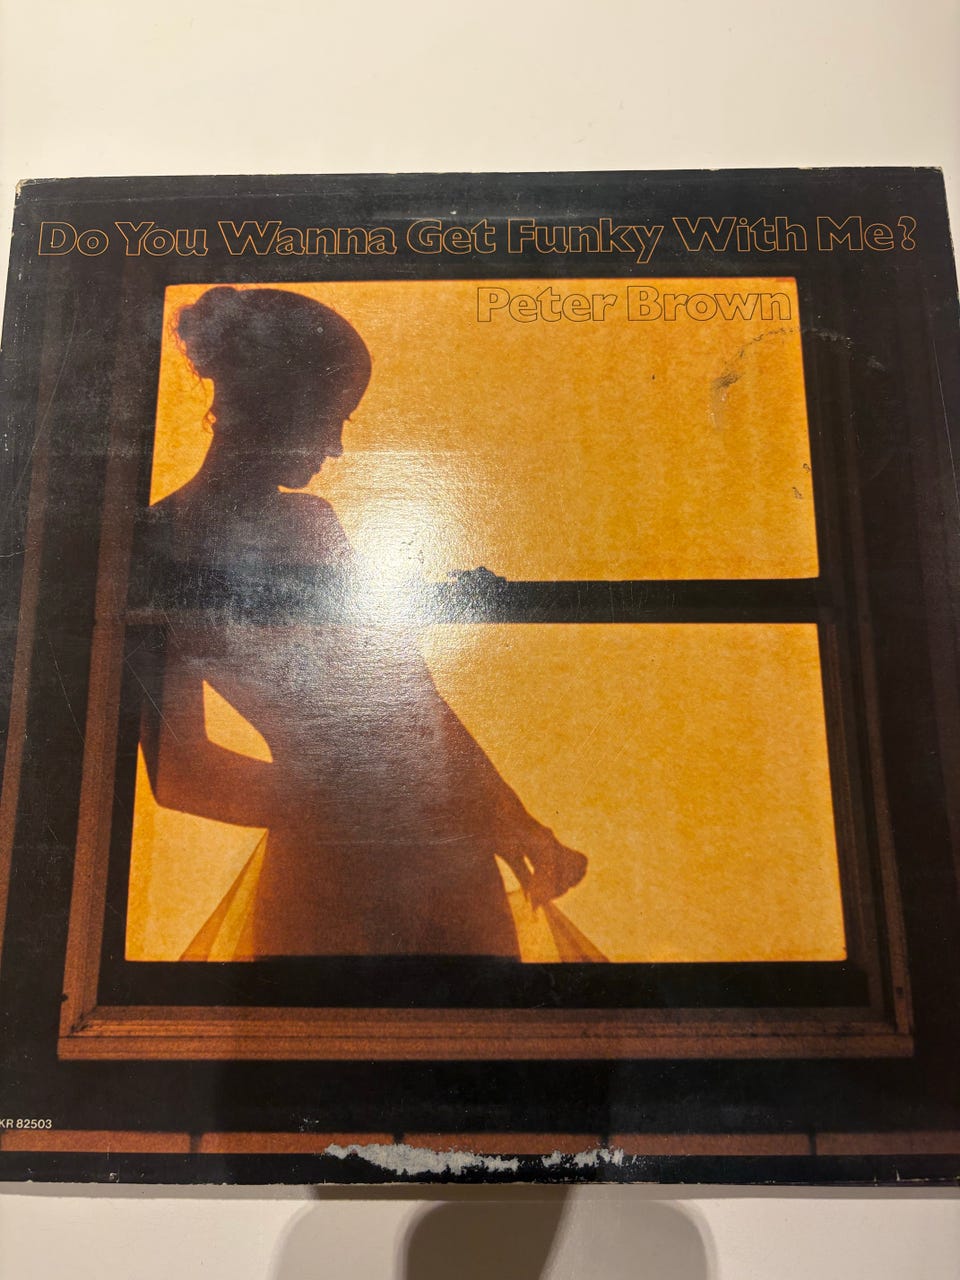 Do You Wanna Get Funky With Me?
Peter Brown
KR 82503